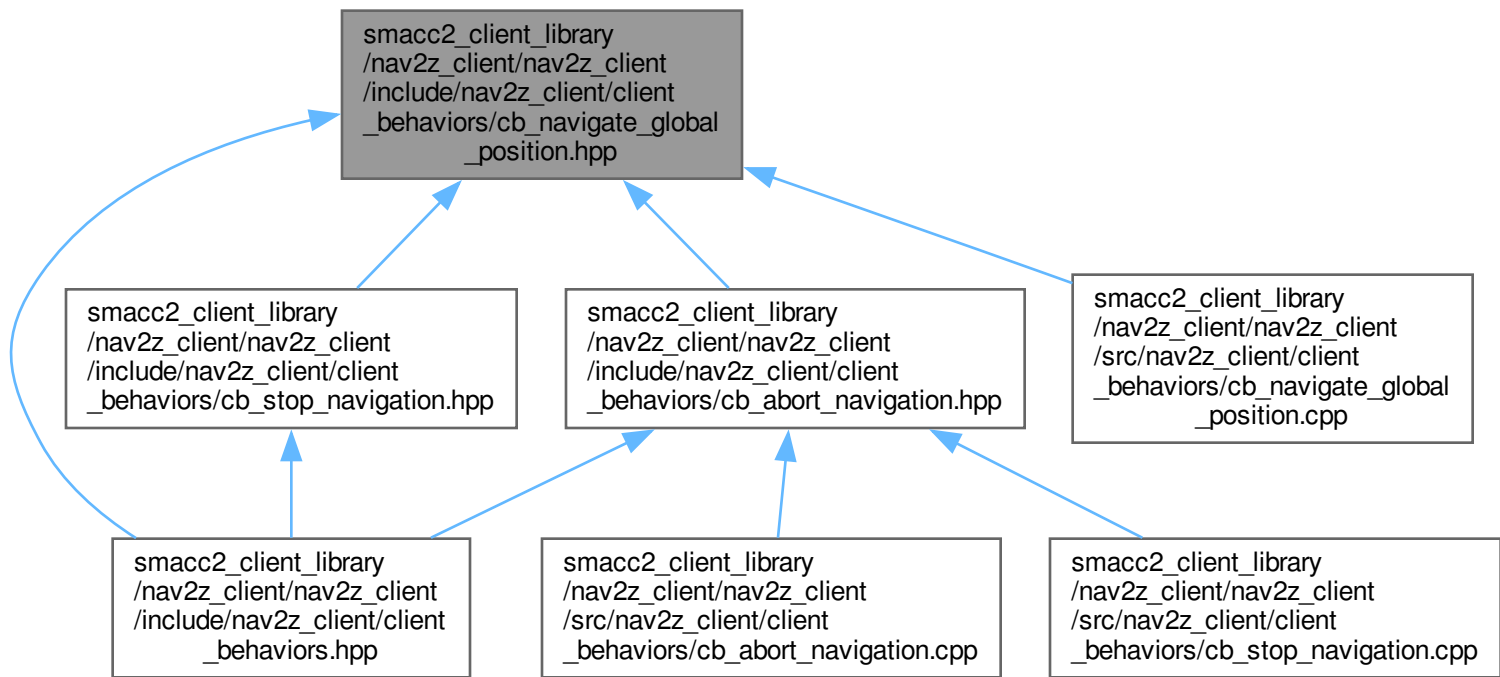 smacc2_client_library
/nav2z_client/nav2z_client
/include/nav2z_client/client
_behaviors/cb_navigate_global
_position.hpp
smacc2_client_library
/nav2z_client/nav2z_client
/include/nav2z_client/client
_behaviors/cb_stop_navigation.hpp
smacc2_client_library
/nav2z_client/nav2z_client
/include/nav2z_client/client
_behaviors/cb_abort_navigation.hpp
smacc2_client_library
/nav2z_client/nav2z_client
/src/nav2z_client/client
_behaviors/cb_navigate_global
_position.cpp
smacc2_client_library
/nav2z_client/nav2z_client
/include/nav2z_client/client
_behaviors.hpp
smacc2_client_library
/nav2z_client/nav2z_client
/src/nav2z_client/client
_behaviors/cb_abort_navigation.cpp
smacc2_client_library
/nav2z_client/nav2z_client
/src/nav2z_client/client
_behaviors/cb_stop_navigation.cpp